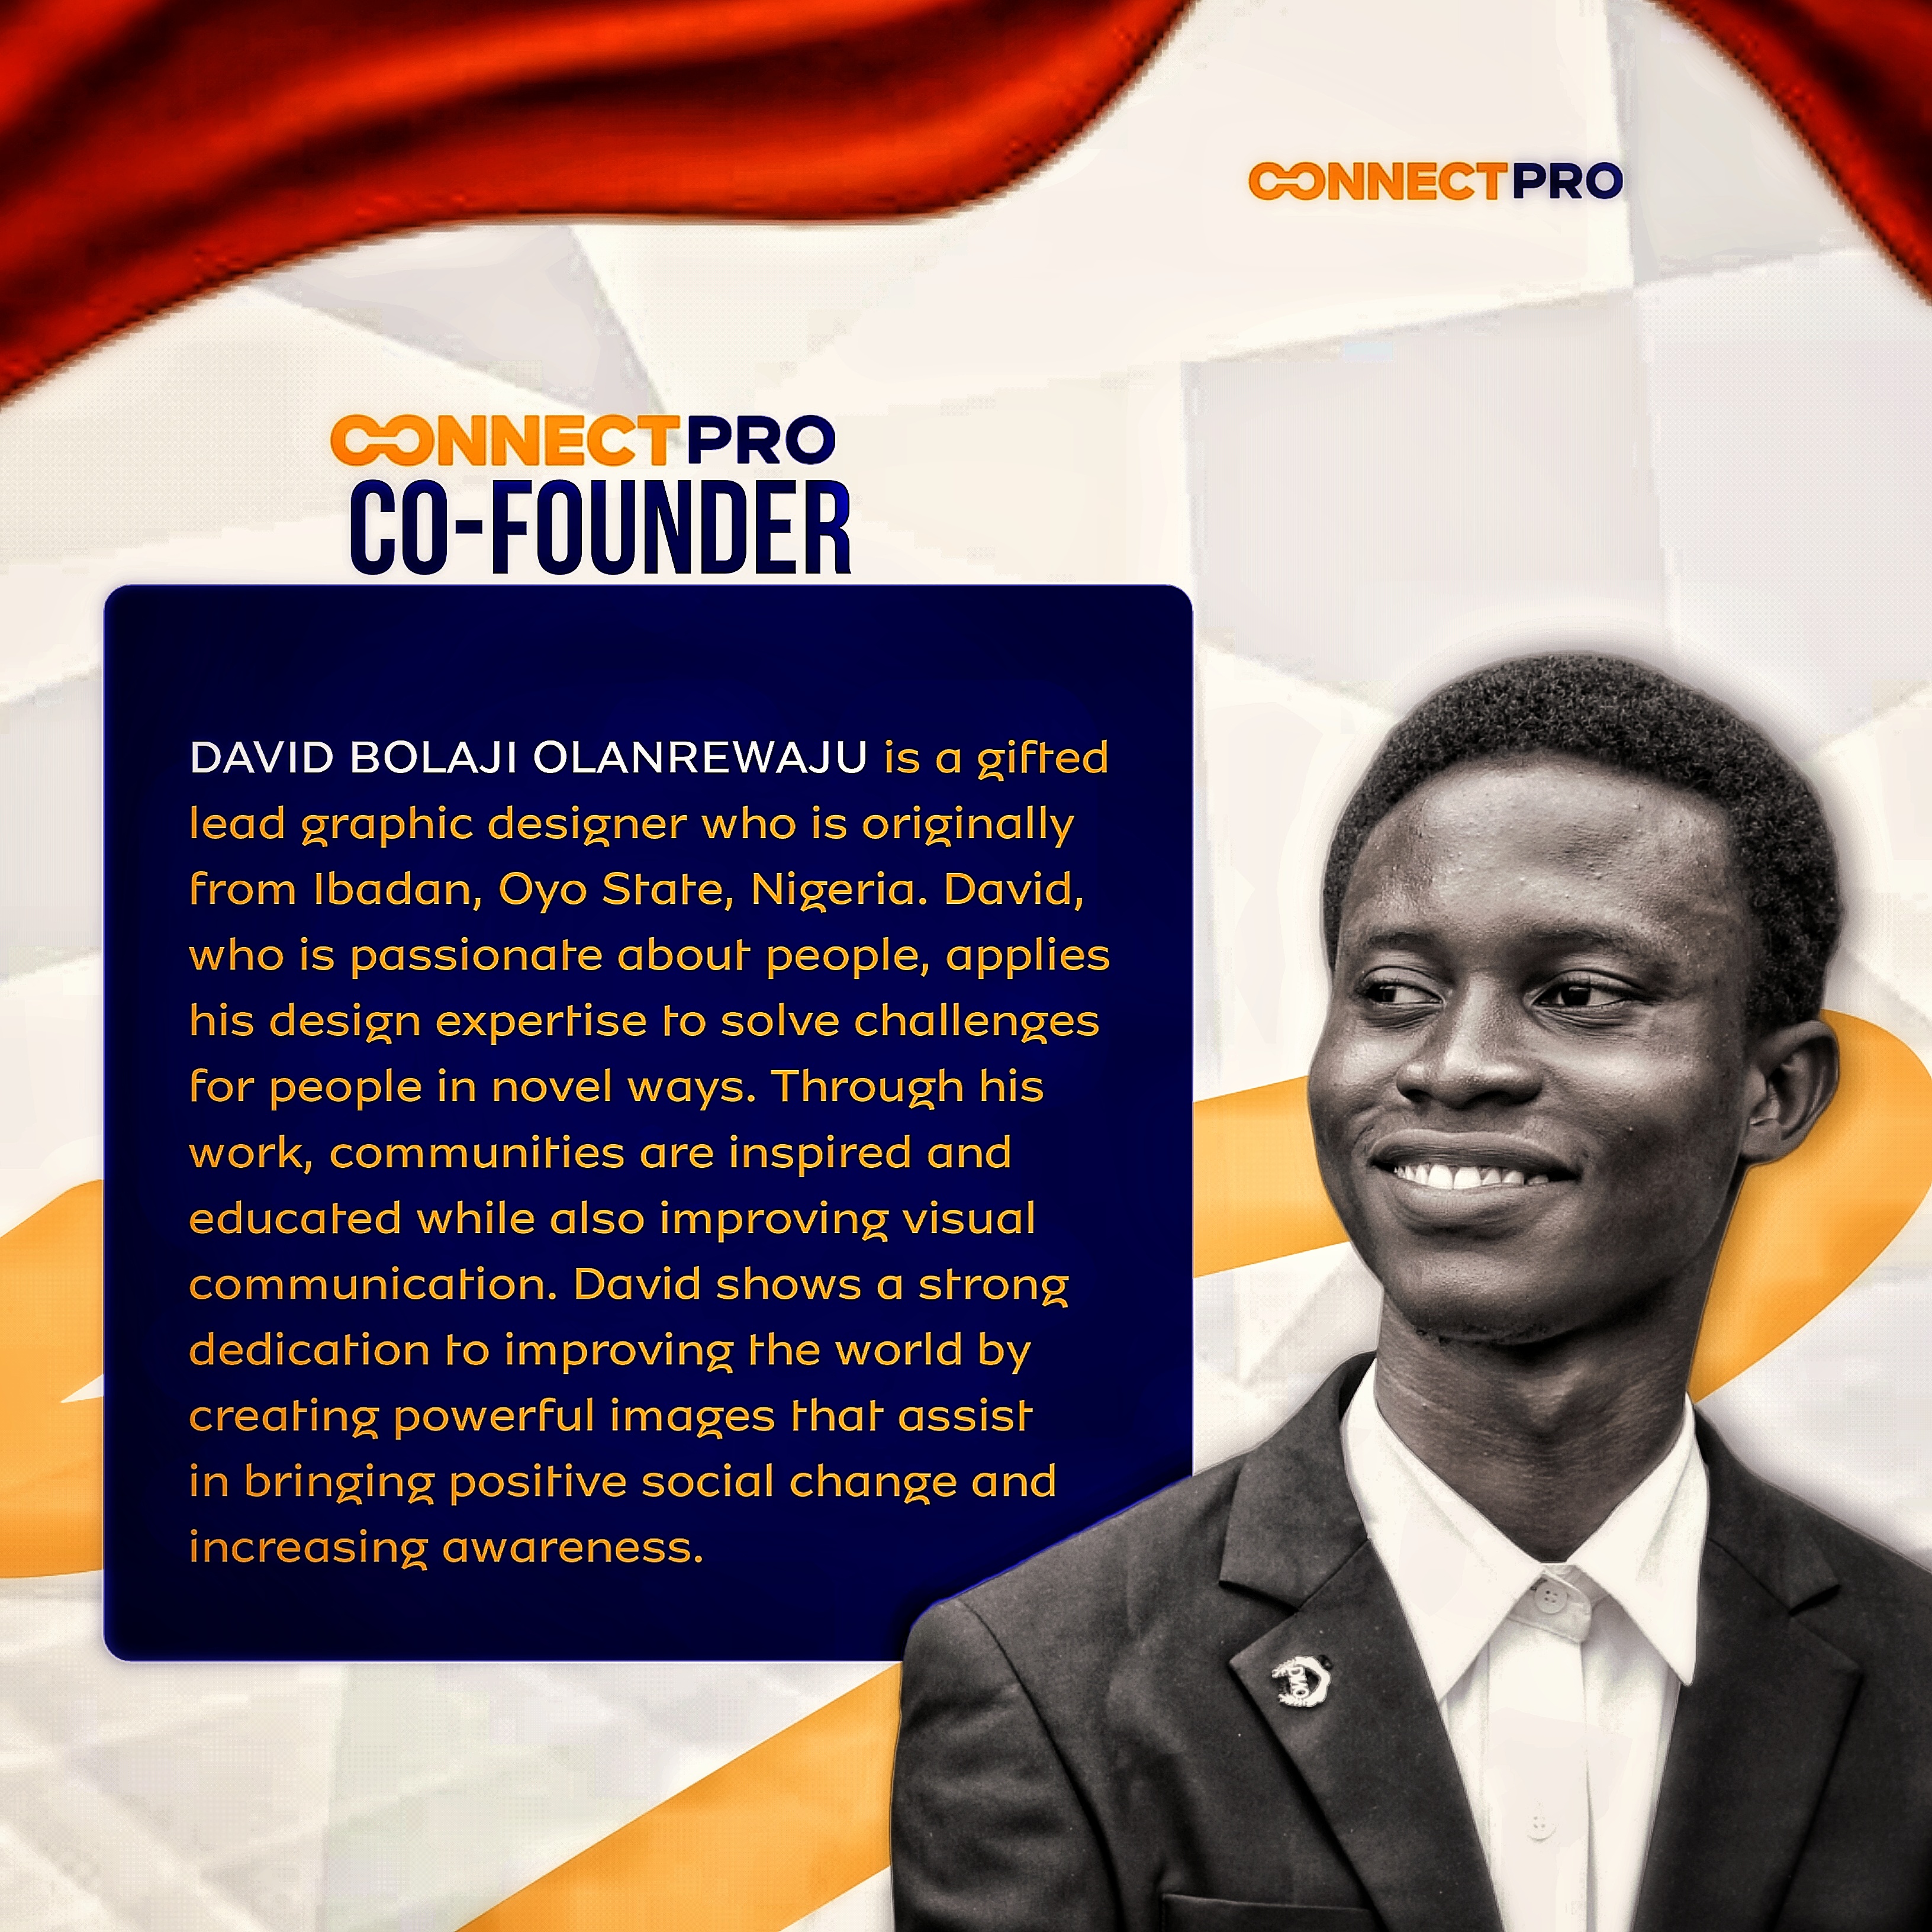 CONNECTPRO
CONNECTPRO
CO-FOUNDER
DAVID BOLAJI OLANREWAJU is a gifted
lead graphic designer who is originally
from Ibadan, Oyo State, Nigeria. David,
who is passionate about people, applies
his design expertise to solve challenges
for people in novel ways. Through his
work, communities are inspired and
educated while also improving visual
communication. David shows a strong
dedication to improving the world by
creating powerful images that assist
in bringing positive social change and
increasing awareness.